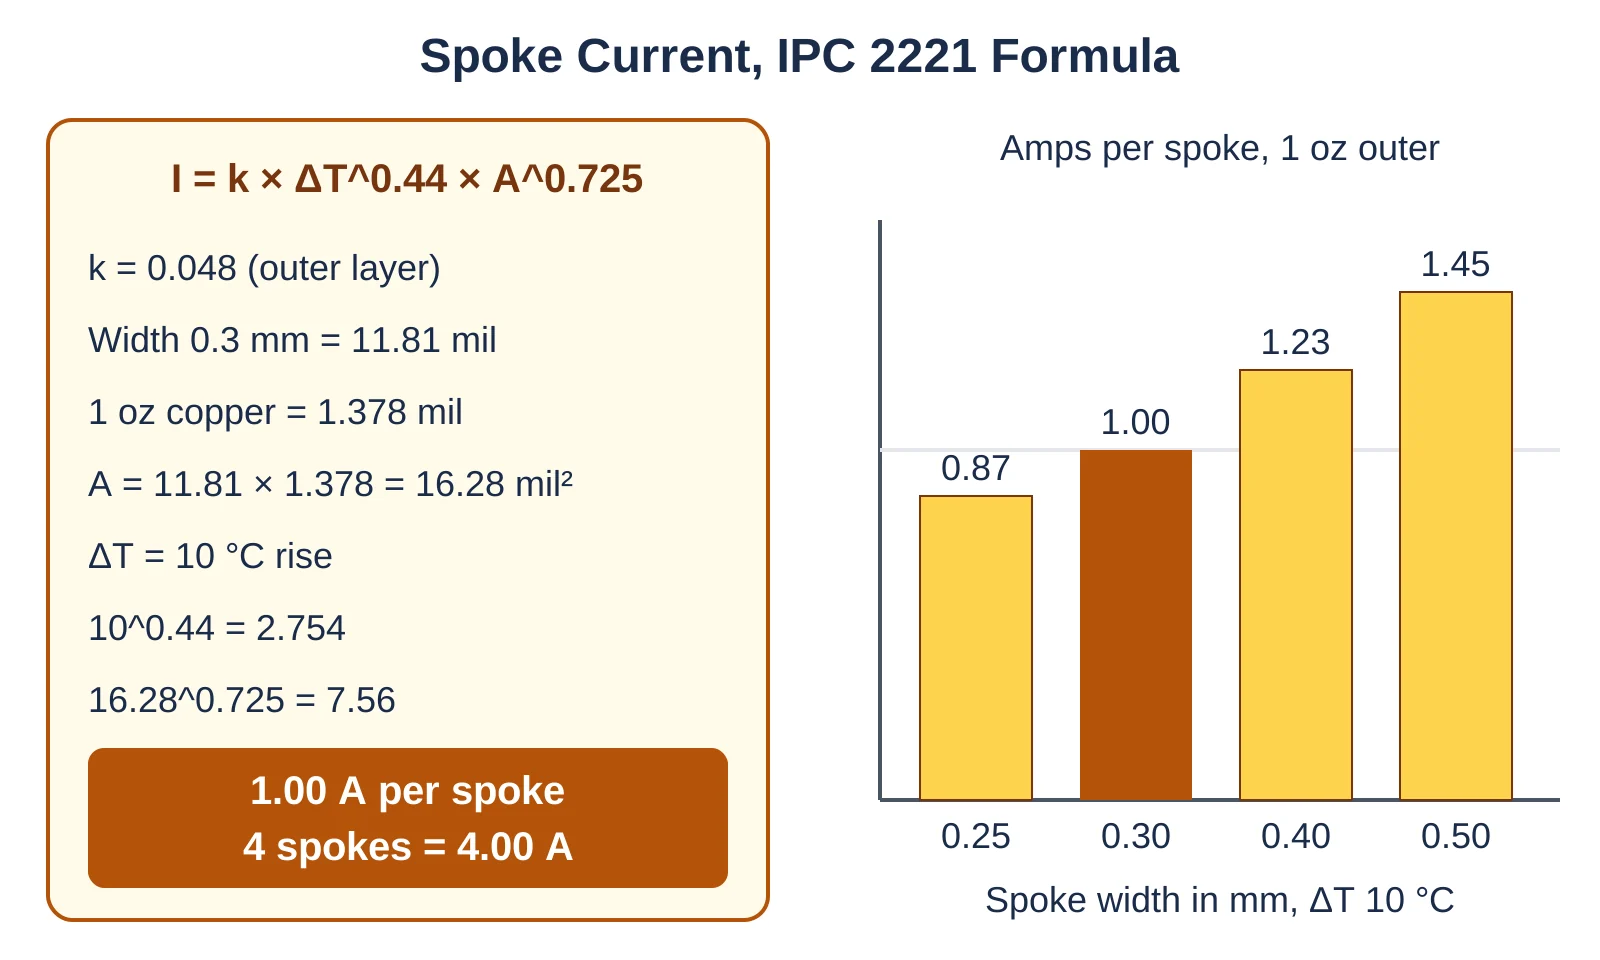 Spoke Current, IPC 2221 Formula
I = k × ΔT^0.44 × A^0.725
k = 0.048 (outer layer)
Width 0.3 mm = 11.81 mil
1 oz copper = 1.378 mil
A = 11.81 × 1.378 = 16.28 mil²
ΔT = 10 °C rise
10^0.44 = 2.754
16.28^0.725 = 7.56
1.00 A per spoke
4 spokes = 4.00 A
Amps per spoke, 1 oz outer
0.87
1.00
1.23
1.45
0.25 0.30 0.40 0.50
Spoke width in mm, ΔT 10 °C